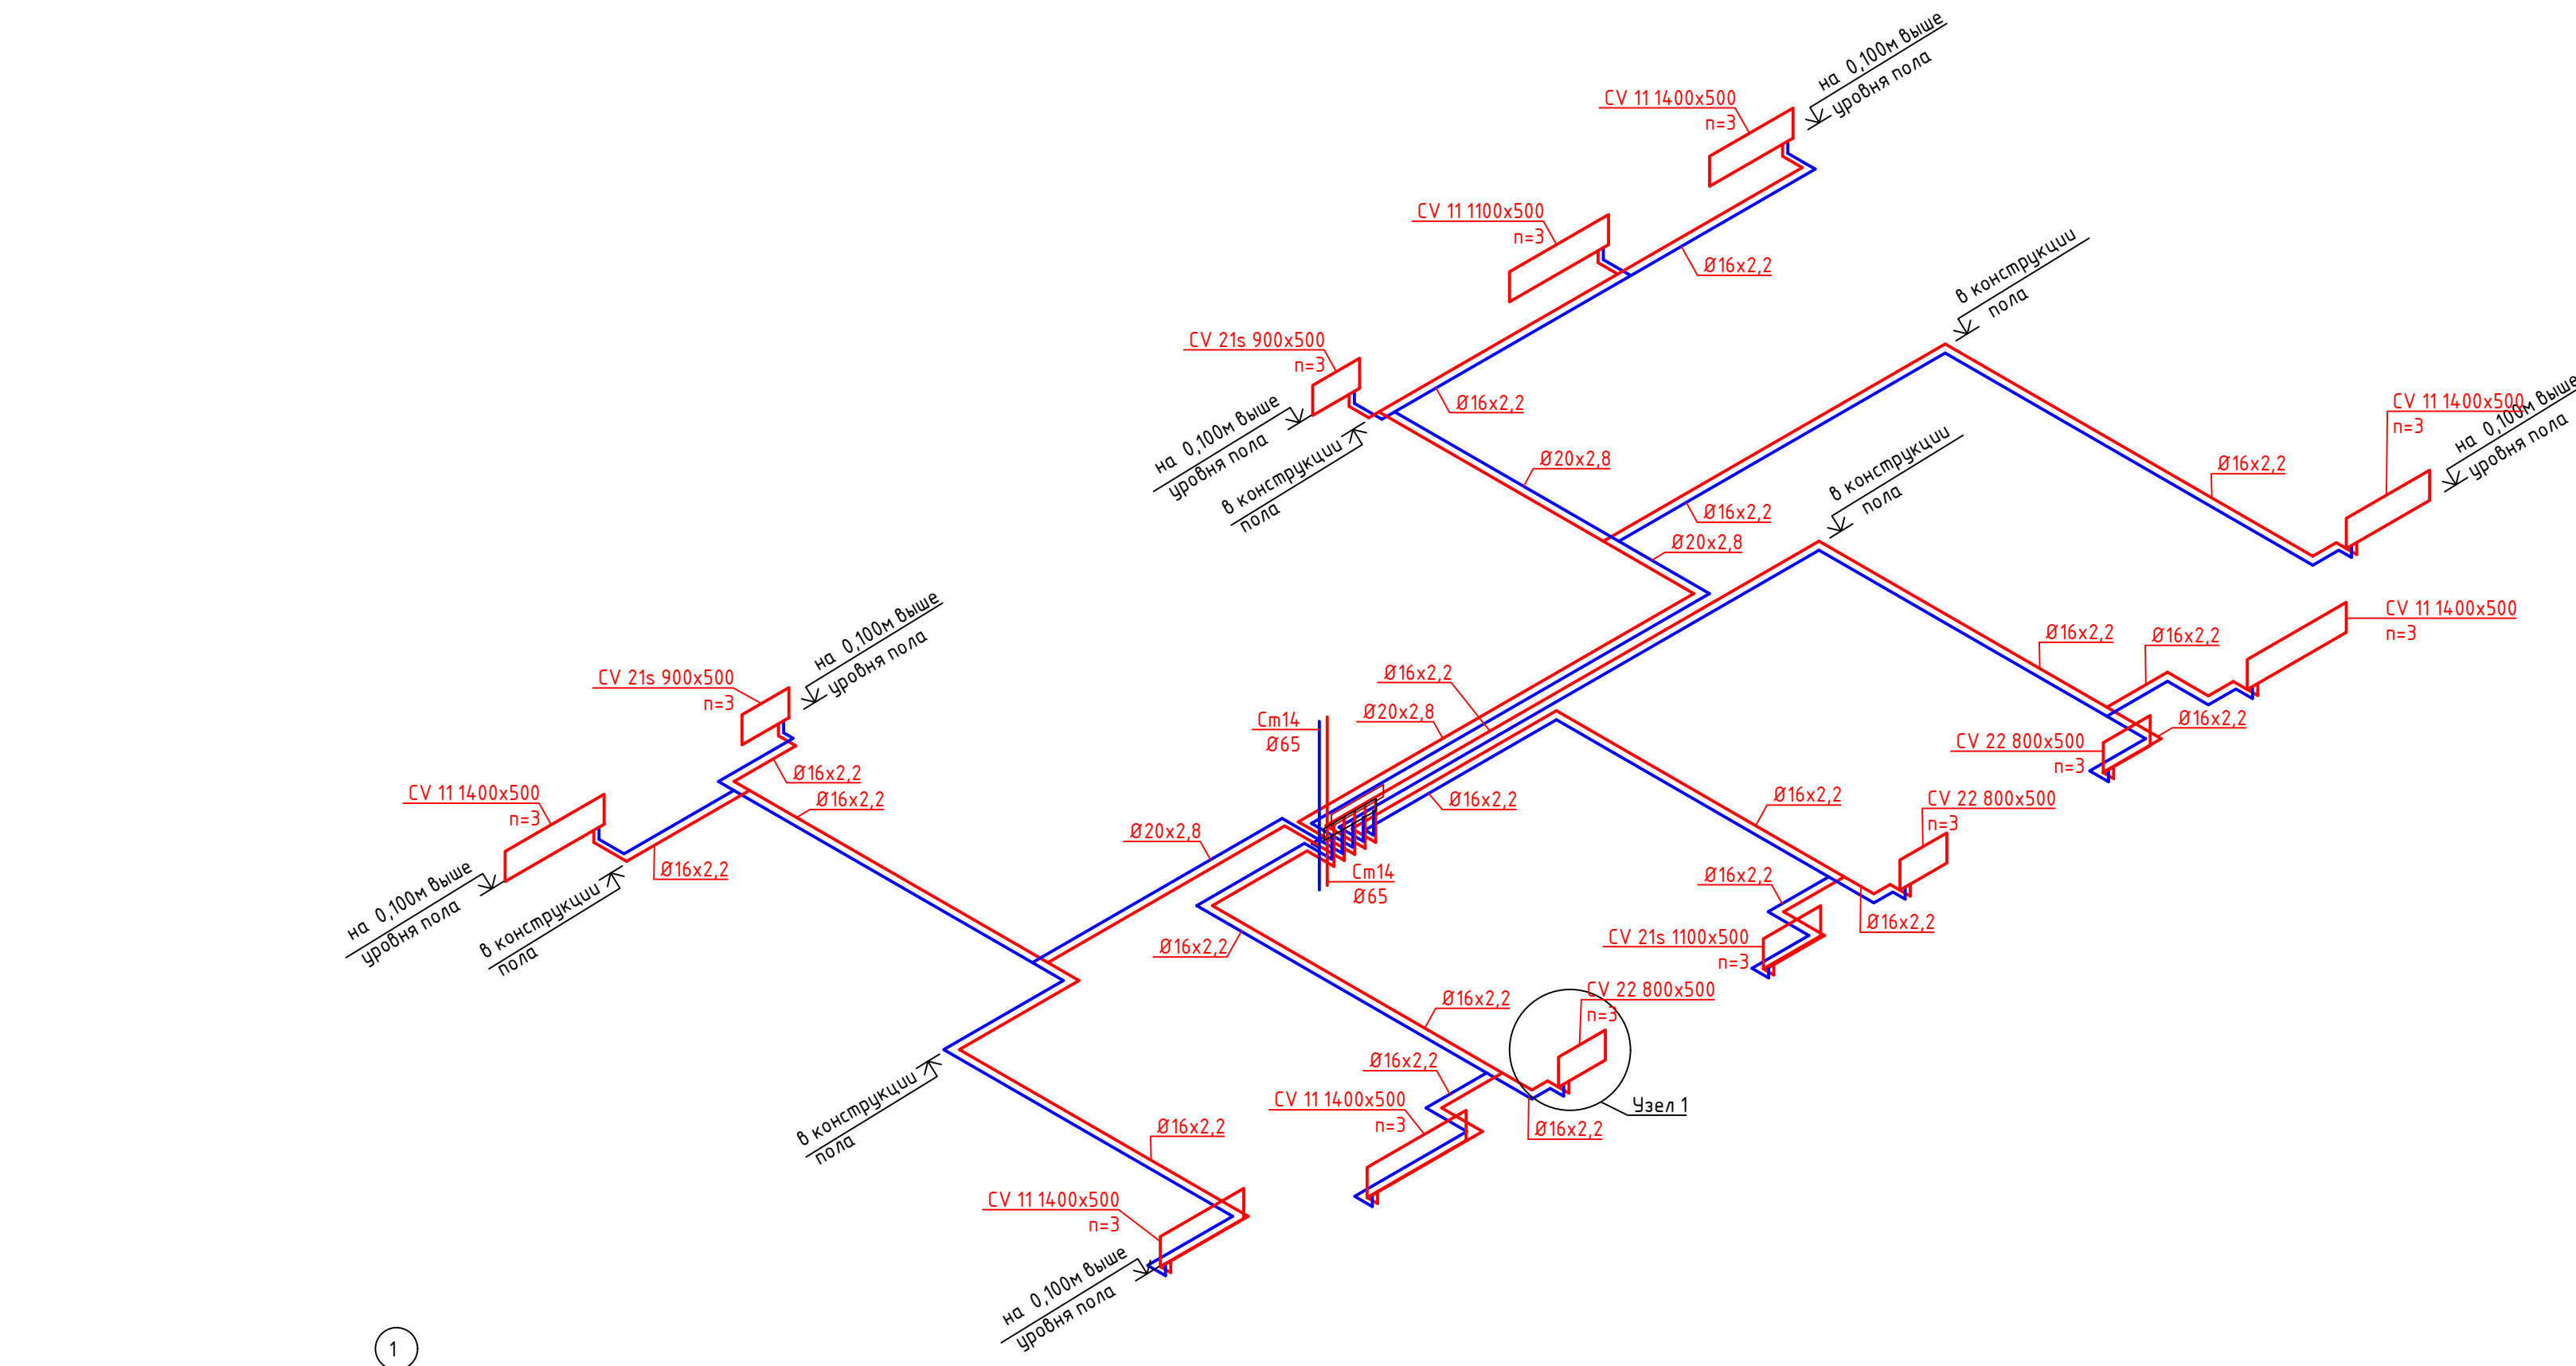 на 0,100м выше
уровня пола
CV 11 1400x500
n=3
CV 11 1100x500
n=3
Ø16x2,2
в конструкции
пола
CV 21s 900x500
n=3
на 0,100м выше
уровня пола
Ø16x2,2
в конструкции
пола
CV 11 1400x500
n=3
на 0,100м выше
уровня пола
Ø20x2,8
Ø16x2,2
в конструкции
пола
Ø16x2,2
Ø20x2,8
на 0,100м выше
уровня пола
CV 11 1400x500
n=3
Ø16x2,2
Ø16x2,2
CV 21s 900x500
n=3
Ø16x2,2
Ø20x2,8
Ст14
Ø65
Ø16x2,2
CV 22 800x500
n=3
Ø16x2,2
Ø16x2,2
CV 11 1400x500
n=3
Ø16x2,2
Ø16x2,2
CV 22 800x500
n=3
Ø20x2,8
Ø16x2,2
Ст14
Ø65
Ø16x2,2
на 0,100м выше
уровня пола
в конструкции
пола
Ø16x2,2
Ø16x2,2
CV 21s 1100x500
n=3
CV 22 800x500
n=3
Ø16x2,2
Ø16x2,2
CV 11 1400x500
n=3
Узел 1
Ø16x2,2
в конструкции
пола
Ø16x2,2
CV 11 1400x500
n=3
на 0,100м выше
уровня пола
1